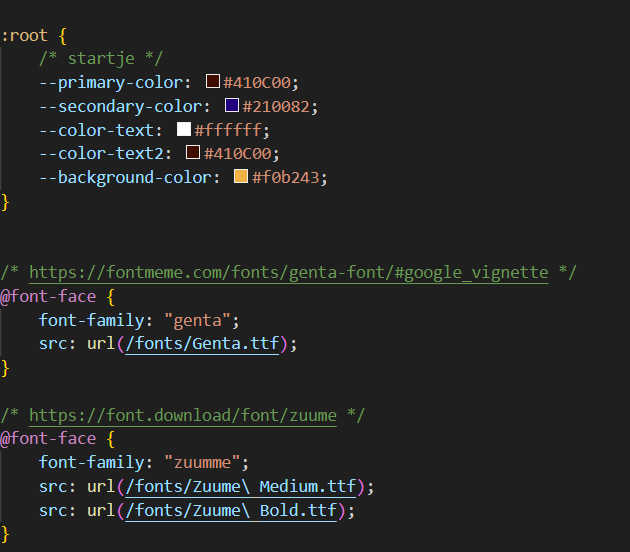 :root {
/* startje */
--primary-color: #410C00;
--secondary-color: #210082;
--color-text: #ffffff;
--color-text2: #410C00;
--background-color: #f0b243;
}
/* https://fontmeme.com/fonts/genta-font/#google_vignette */
@font-face {
font-family: "genta";
src: url(/fonts/Genta.ttf);
}
/* https://font.download/font/zuume */
@font-face {
font-family: "zuumme";
src: url(/fonts/Zuume\ Medium.ttf);
src: url(/fonts/Zuume\ Bold.ttf);
}